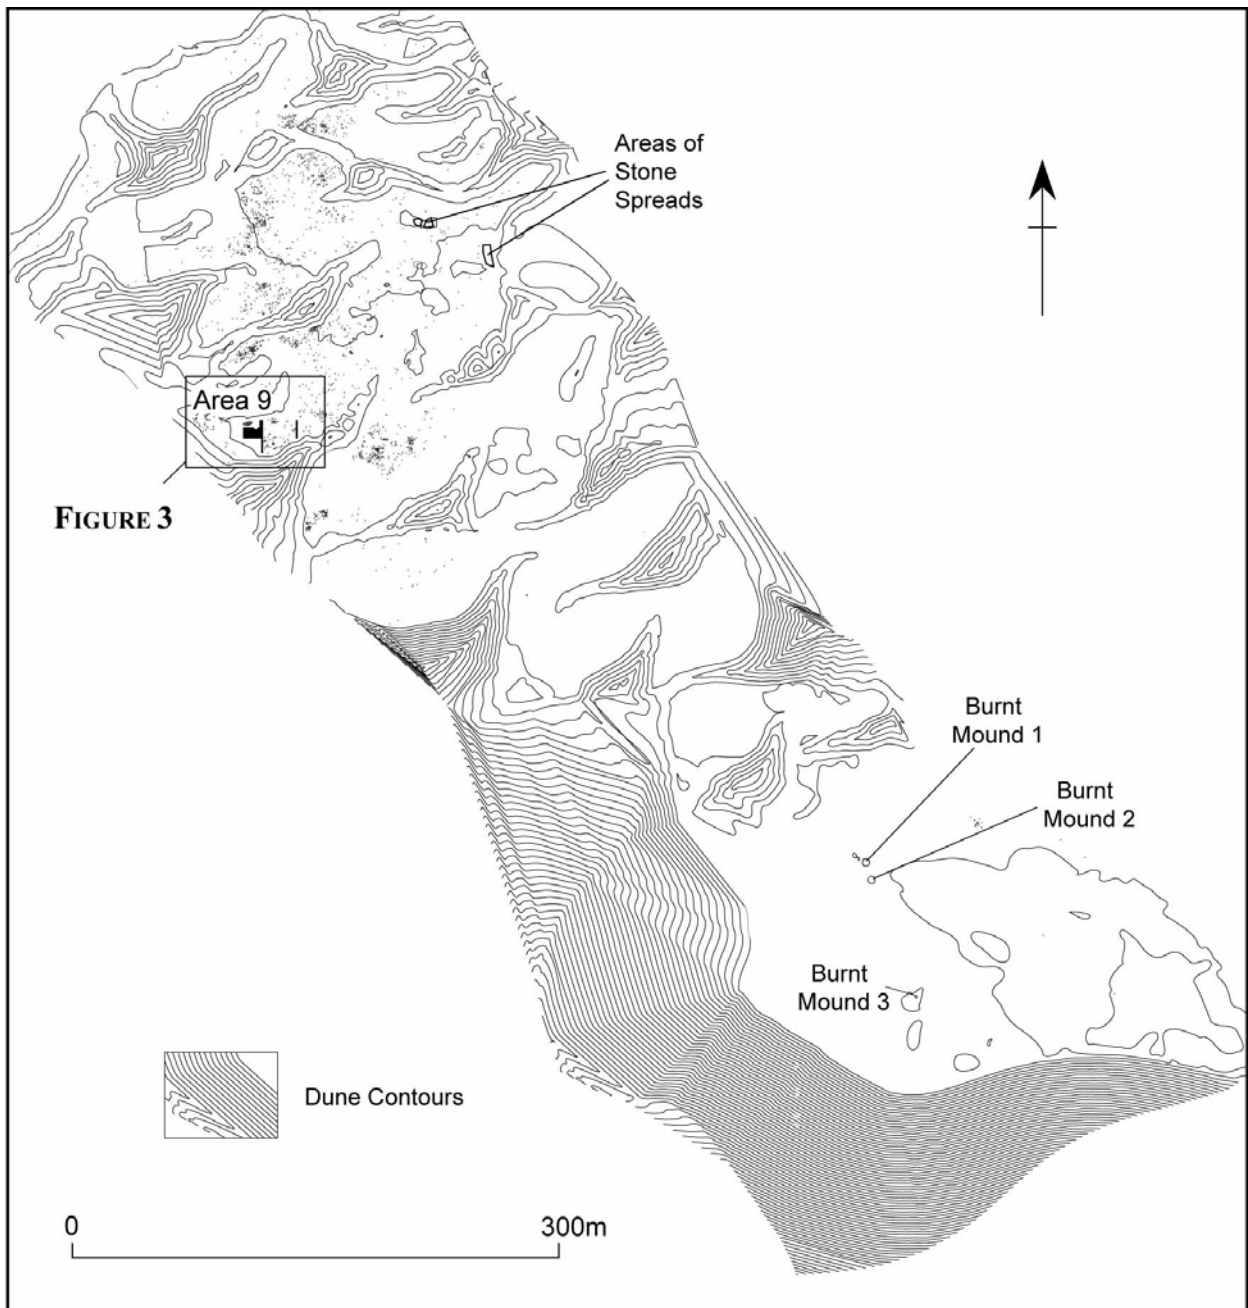 Areas of
Stone
Spreads
Area 9
FIGURE 3
Burnt
Mound 1
Burnt
Mound 2
Burnt
Mound 3
Dune Contours
0 300m